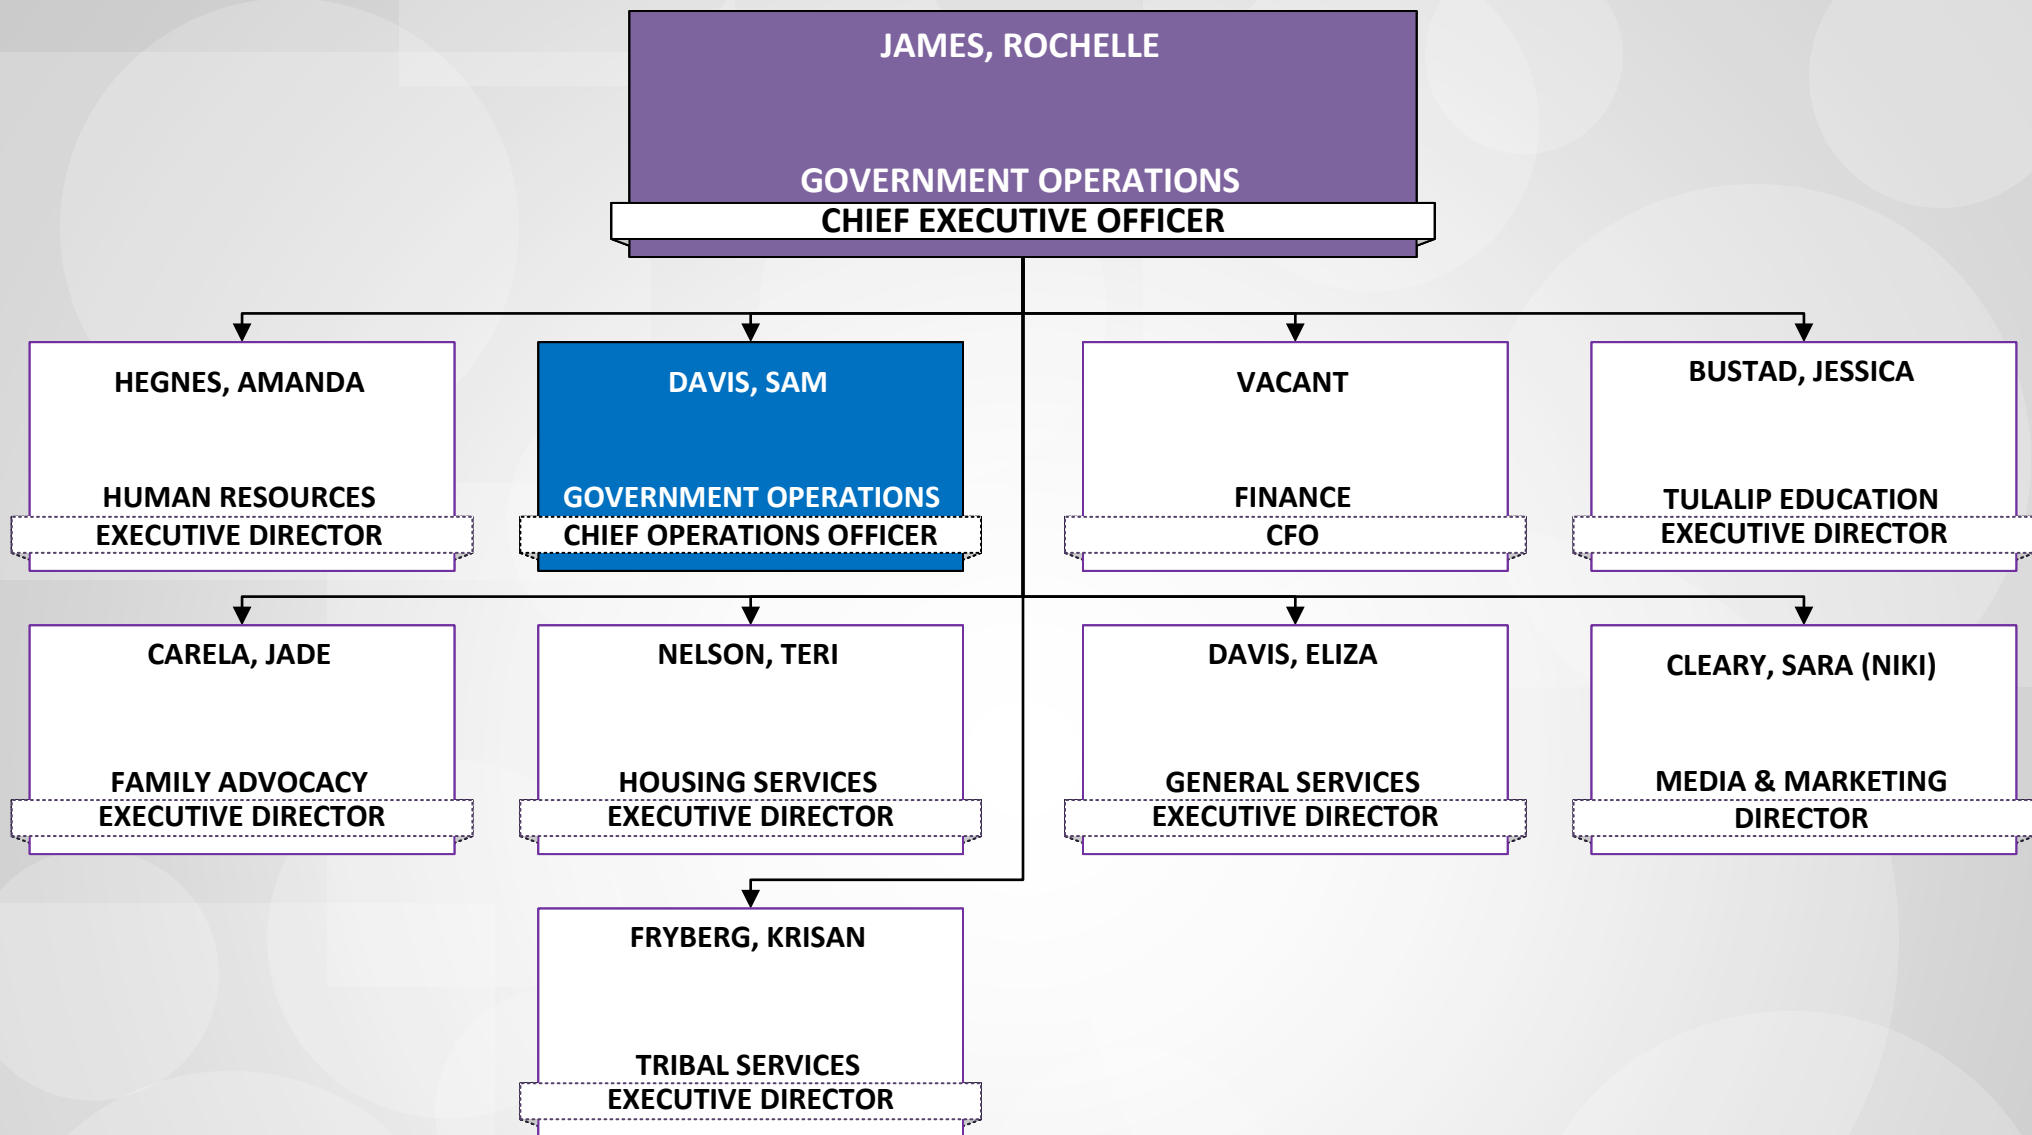 JAMES, ROCHELLE
GOVERNMENT OPERATIONS
CHIEF EXECUTIVE OFFICER
HEGNES, AMANDA
HUMAN RESOURCES
EXECUTIVE DIRECTOR
DAVIS, SAM
GOVERNMENT OPERATIONS
CHIEF OPERATIONS OFFICER
VACANT
FINANCE
CFO
BUSTAD, JESSICA
TULALIP EDUCATION
EXECUTIVE DIRECTOR
CARELA, JADE
FAMILY ADVOCACY
EXECUTIVE DIRECTOR
NELSON, TERI
HOUSING SERVICES
EXECUTIVE DIRECTOR
DAVIS, ELIZA
GENERAL SERVICES
EXECUTIVE DIRECTOR
CLEARY, SARA (NIKI)
MEDIA & MARKETING
DIRECTOR
FRYBERG, KRISAN
TRIBAL SERVICES
EXECUTIVE DIRECTOR